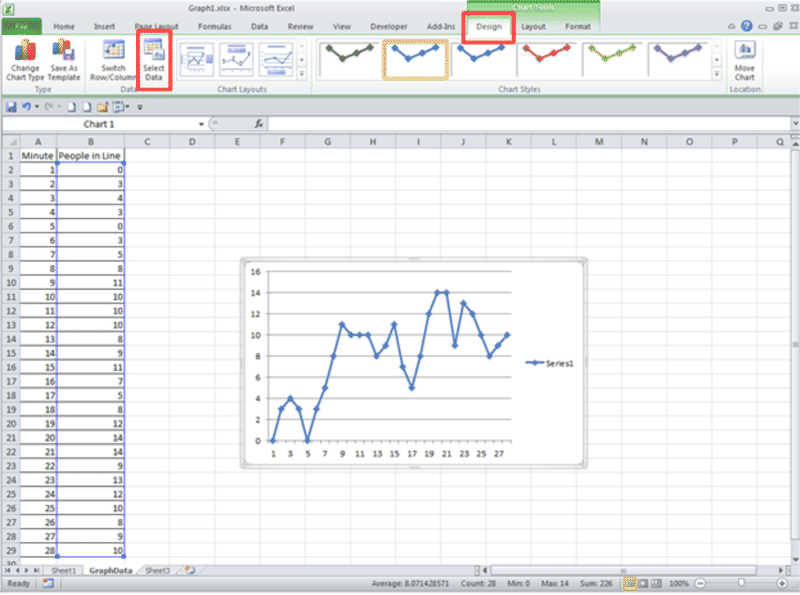 Graph1.xlsx - Microsoft Excel
Chart Tools
File Home Insert Page Layout Formulas Data Review View Developer Add-Ins Design Layout Format
Change Chart Type
Save As Template
Switch Row/Column
Select Data
Move Chart
Type Data Chart Layouts Chart Styles Location
Chart 1 fx
A B C D E F G H I J K L M N O P Q
1 Minute People in Line
2 1 0
3 2 3
4 3 4
5 4 3
6 5 0
7 6 3
8 7 5
9 8 8
10 9 11
11 10 10
12 11 10
13 12 10
14 13 8
15 14 9
16 15 11
17 16 7
18 17 5
19 18 8
20 19 12
21 20 14
22 21 14
23 22 9
24 23 13
25 24 12
26 25 10
27 26 8
28 27 9
29 28 10
30
16
14
12
10
8
6
4
2
0
1 3 5 7 9 11 13 15 17 19 21 23 25 27
Series1
Sheet1 GraphData Sheet3
Ready Average: 8.071428571 Count: 28 Min: 0 Max: 14 Sum: 226 100%